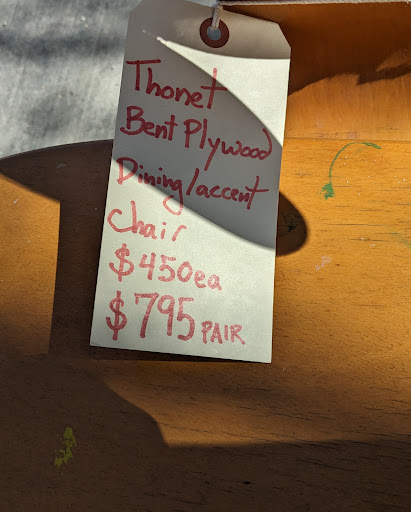 Thonet
Bent Plywood
Dining/accent
chair
$450ea
$795 PAIR